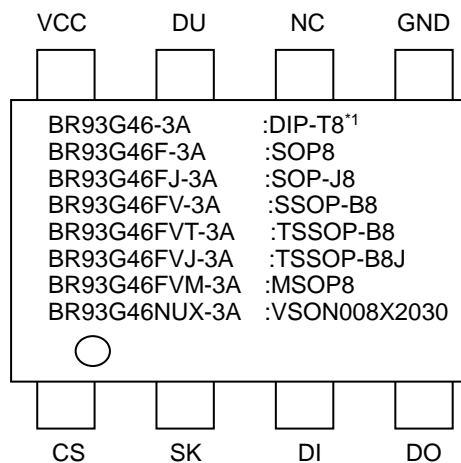 VCC DU NC GND
BR93G46-3A :DIP-T8*1
BR93G46F-3A :SOP8
BR93G46FJ-3A :SOP-J8
BR93G46FV-3A :SSOP-B8
BR93G46FVT-3A :TSSOP-B8
BR93G46FVJ-3A :TSSOP-B8J
BR93G46FVM-3A :MSOP8
BR93G46NUX-3A :VSON008X2030
CS SK DI DO